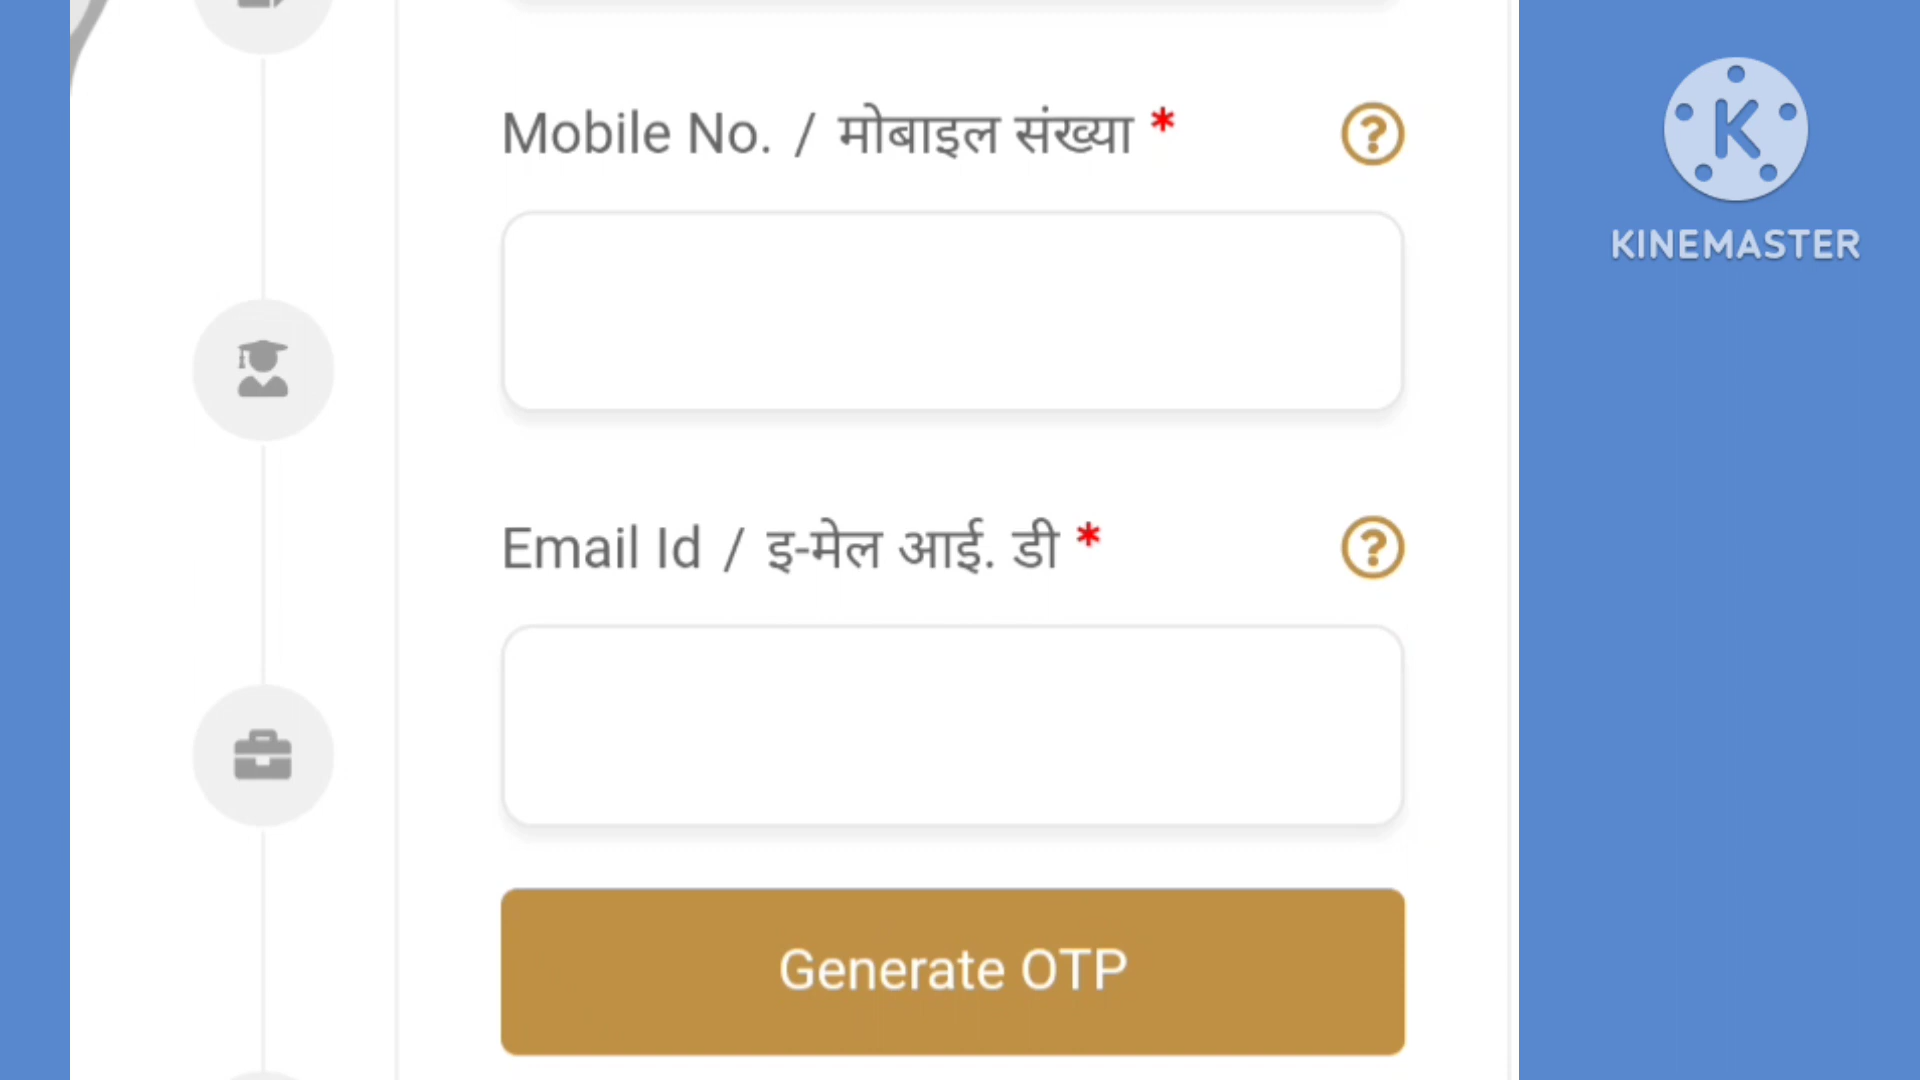 Mobile No. / मोबाइल संख्या *
KINEMASTER
Email Id / इ-मेल आई. डी *
Generate OTP